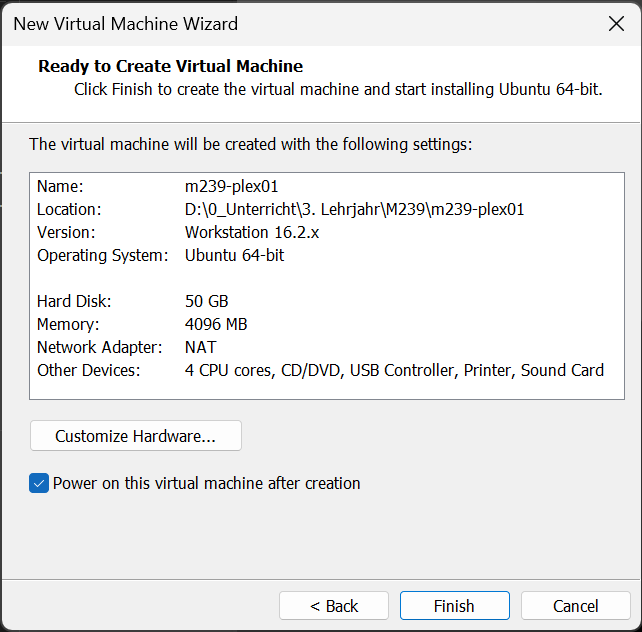 New Virtual Machine Wizard
Ready to Create Virtual Machine
Click Finish to create the virtual machine and start installing Ubuntu 64-bit.
The virtual machine will be created with the following settings:
Name: m239-plex01
Location: D:\0_Unterricht\3. Lehrjahr\M239\m239-plex01
Version: Workstation 16.2.x
Operating System: Ubuntu 64-bit
Hard Disk: 50 GB
Memory: 4096 MB
Network Adapter: NAT
Other Devices: 4 CPU cores, CD/DVD, USB Controller, Printer, Sound Card
Customize Hardware...
Power on this virtual machine after creation
< Back Finish Cancel